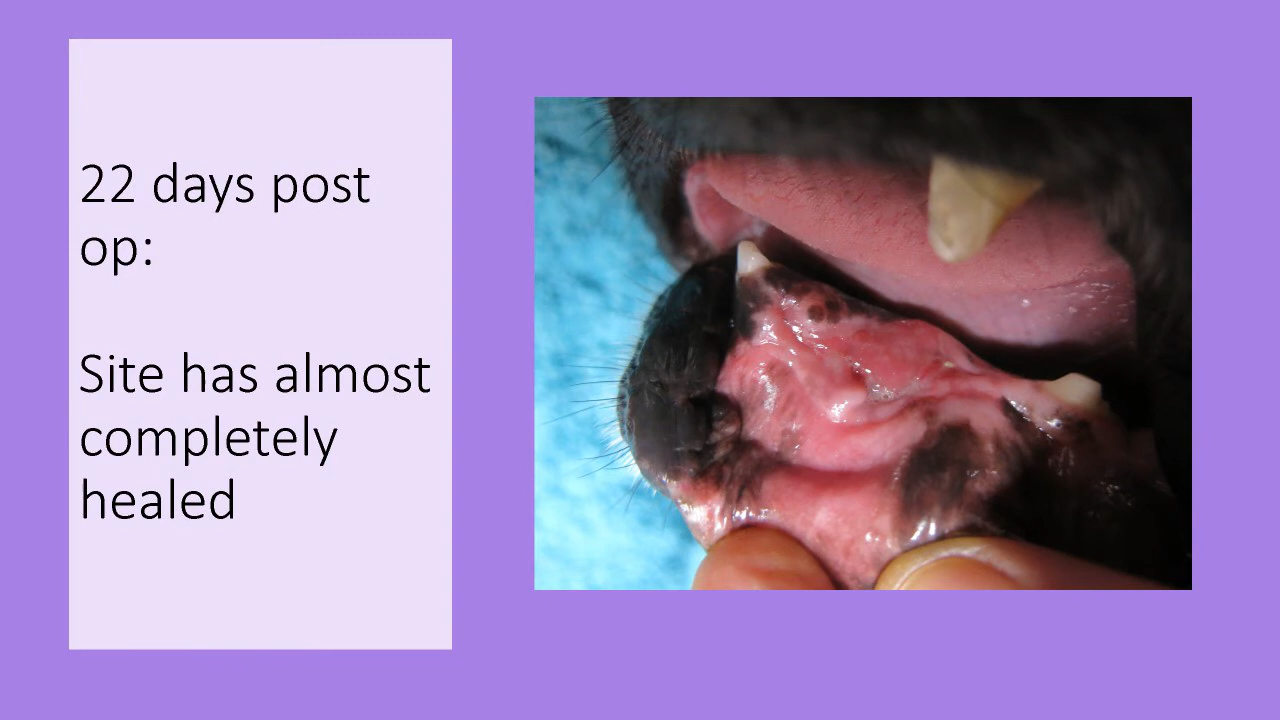 22 days post
op:
Site has almost
completely
healed